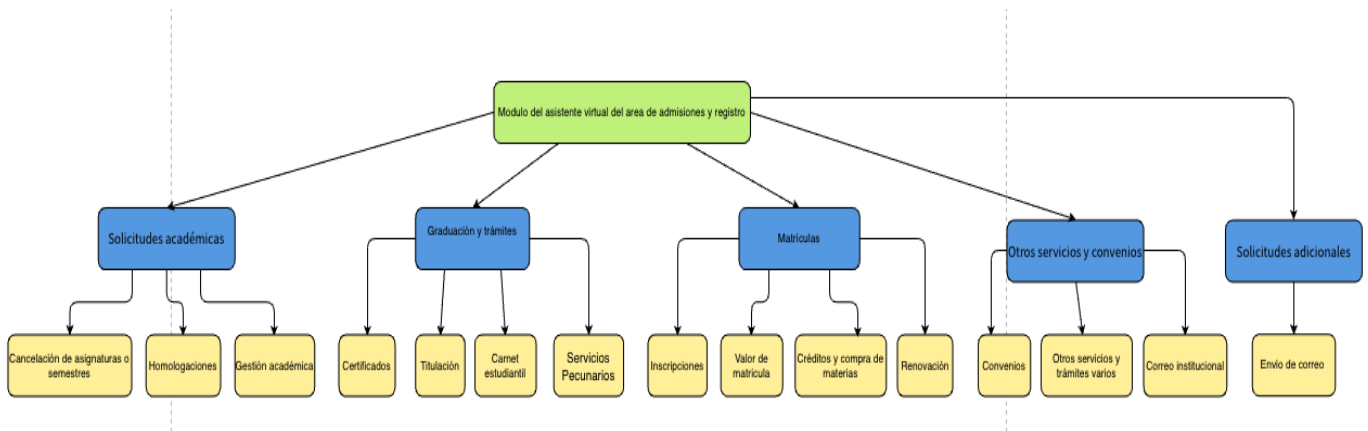 Modulo del asistente virtual del area de admisiones y registro
Solicitudes académicas
Graduación y trámites
Matrículas
Otros servicios y convenios
Solicitudes adicionales
Cancelación de asignaturas o
semestres
Homologaciones
Gestión académica
Certificados
Titulación
Carnet
estudiantil
Servicios
Pecunarios
Inscripciones
Valor de
matricula
Créditos y compra de
materias
Renovación
Convenios
Otros servicios y
trámites varios
Correo institucional
Envio de correo